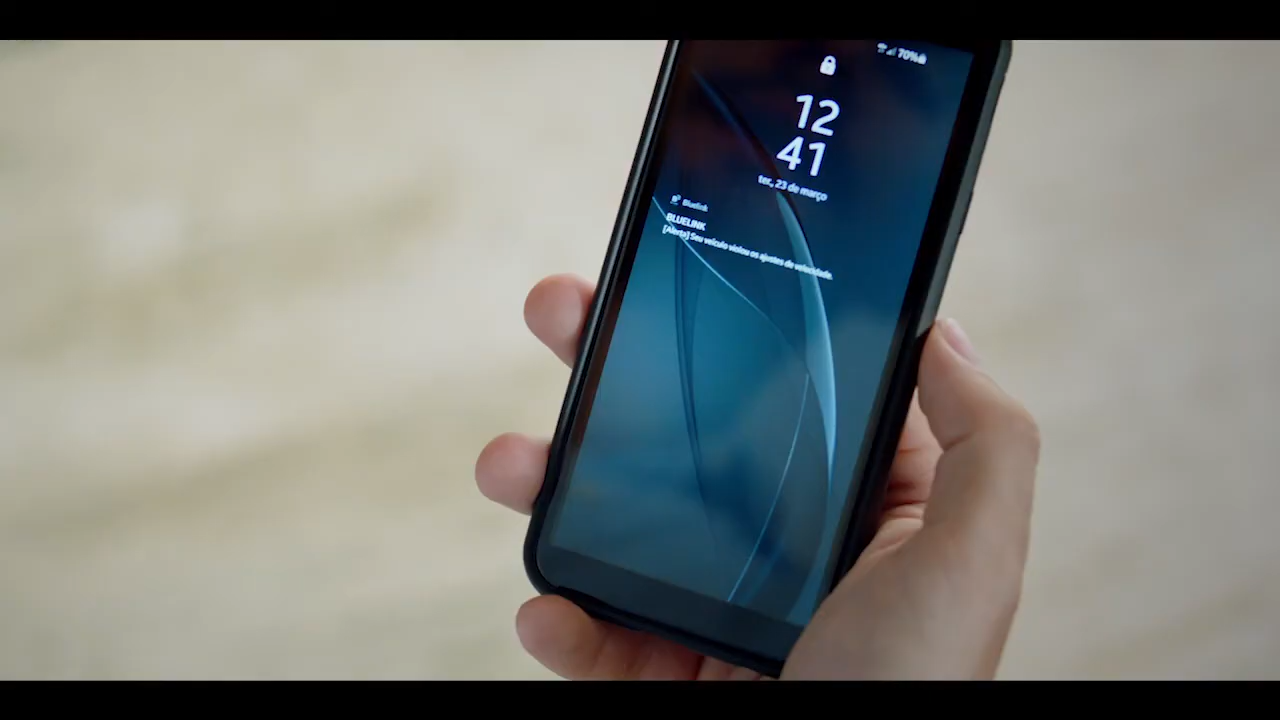 70%
12
41
ter., 23 de março
Bluelink
BLUELINK
[Alerta] Seu veículo violou os ajustes de velocidade.